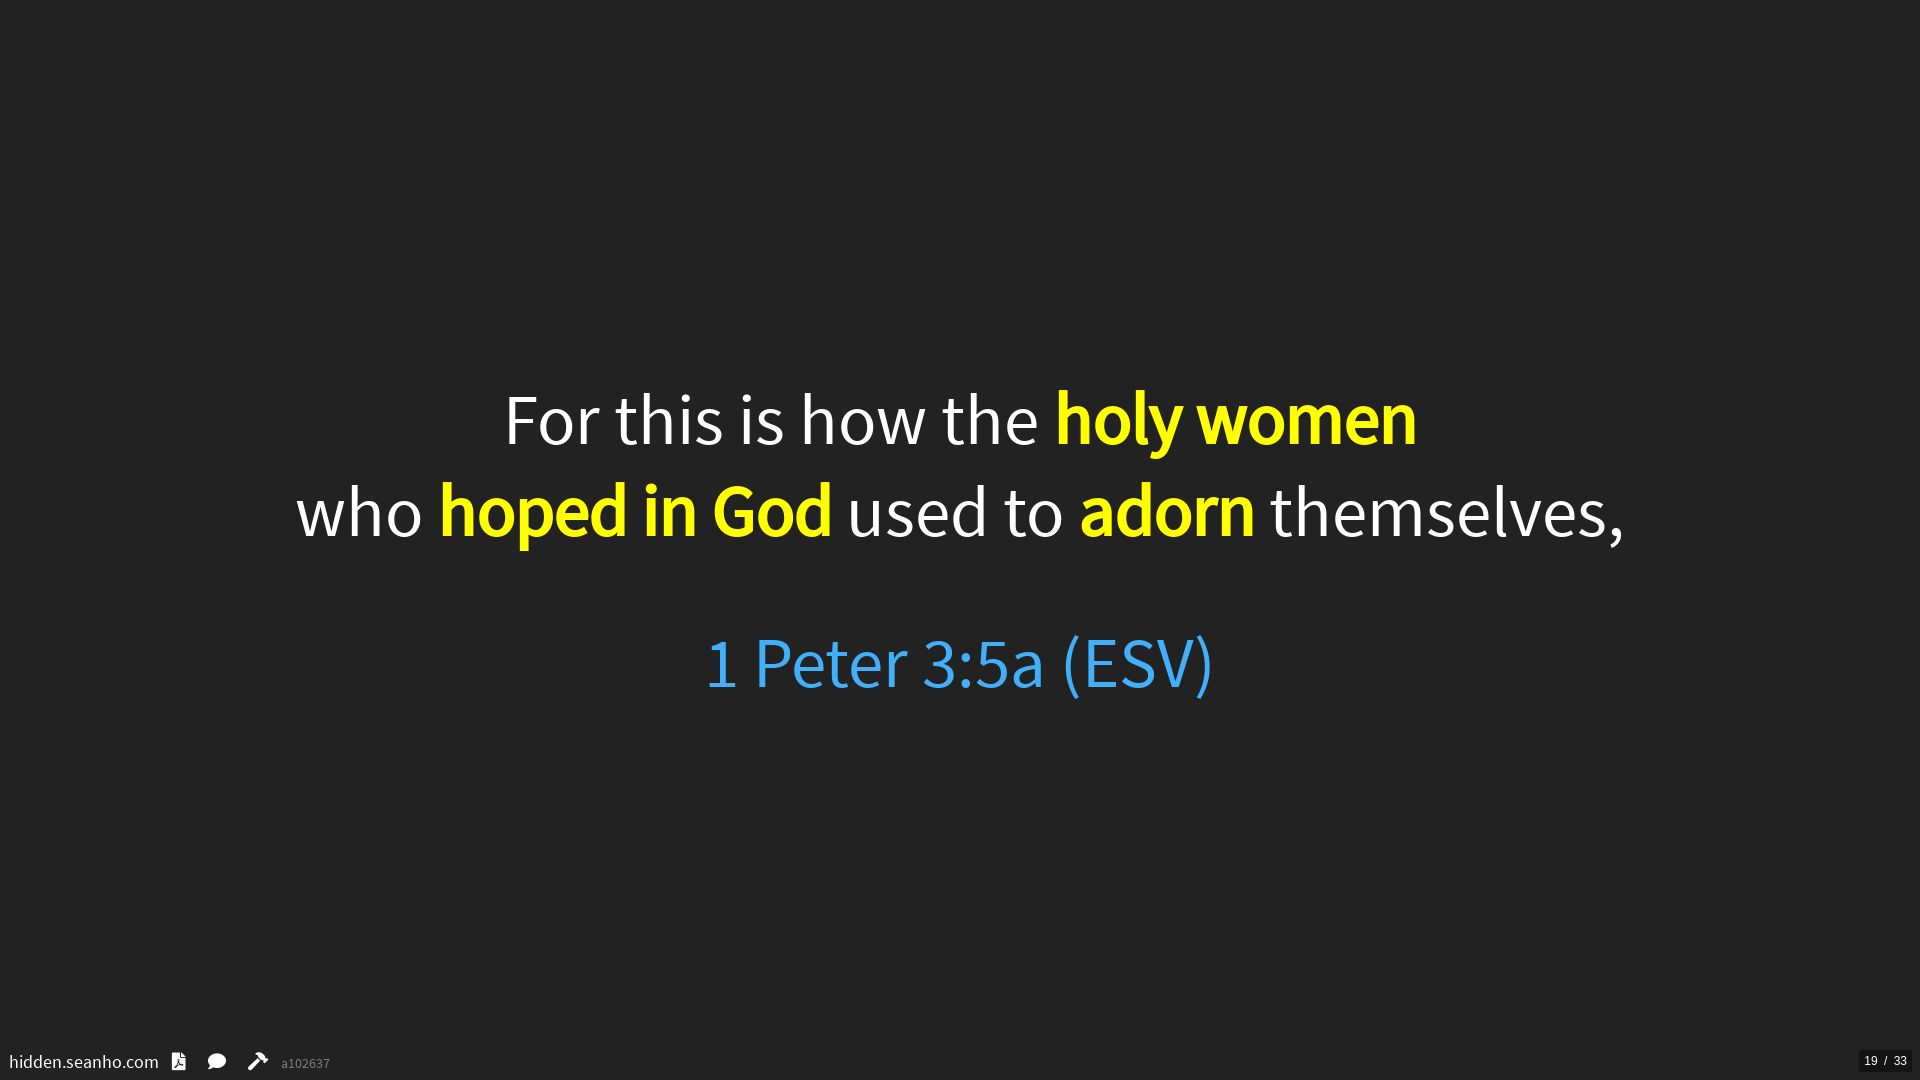 For this is how the holy women
who hoped in God used to adorn themselves,
1 Peter 3:5a (ESV)
hidden.seanho.com a102637
19 / 33